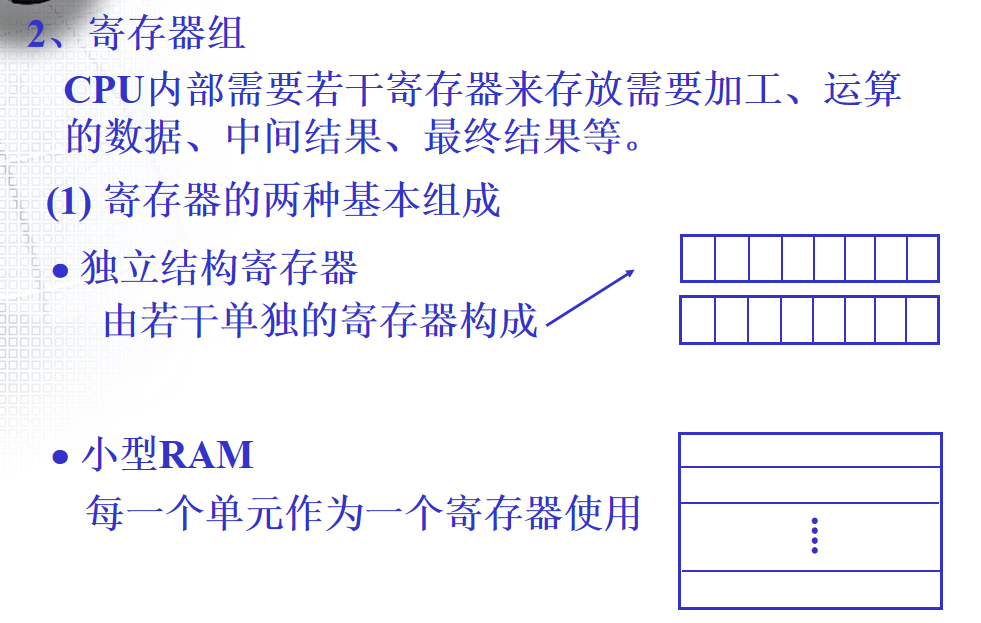 2、寄存器组
CPU内部需要若干寄存器来存放需要加工、运算
的数据、中间结果、最终结果等。
(1) 寄存器的两种基本组成
• 独立结构寄存器
由若干单独的寄存器构成
• 小型RAM
每一个单元作为一个寄存器使用